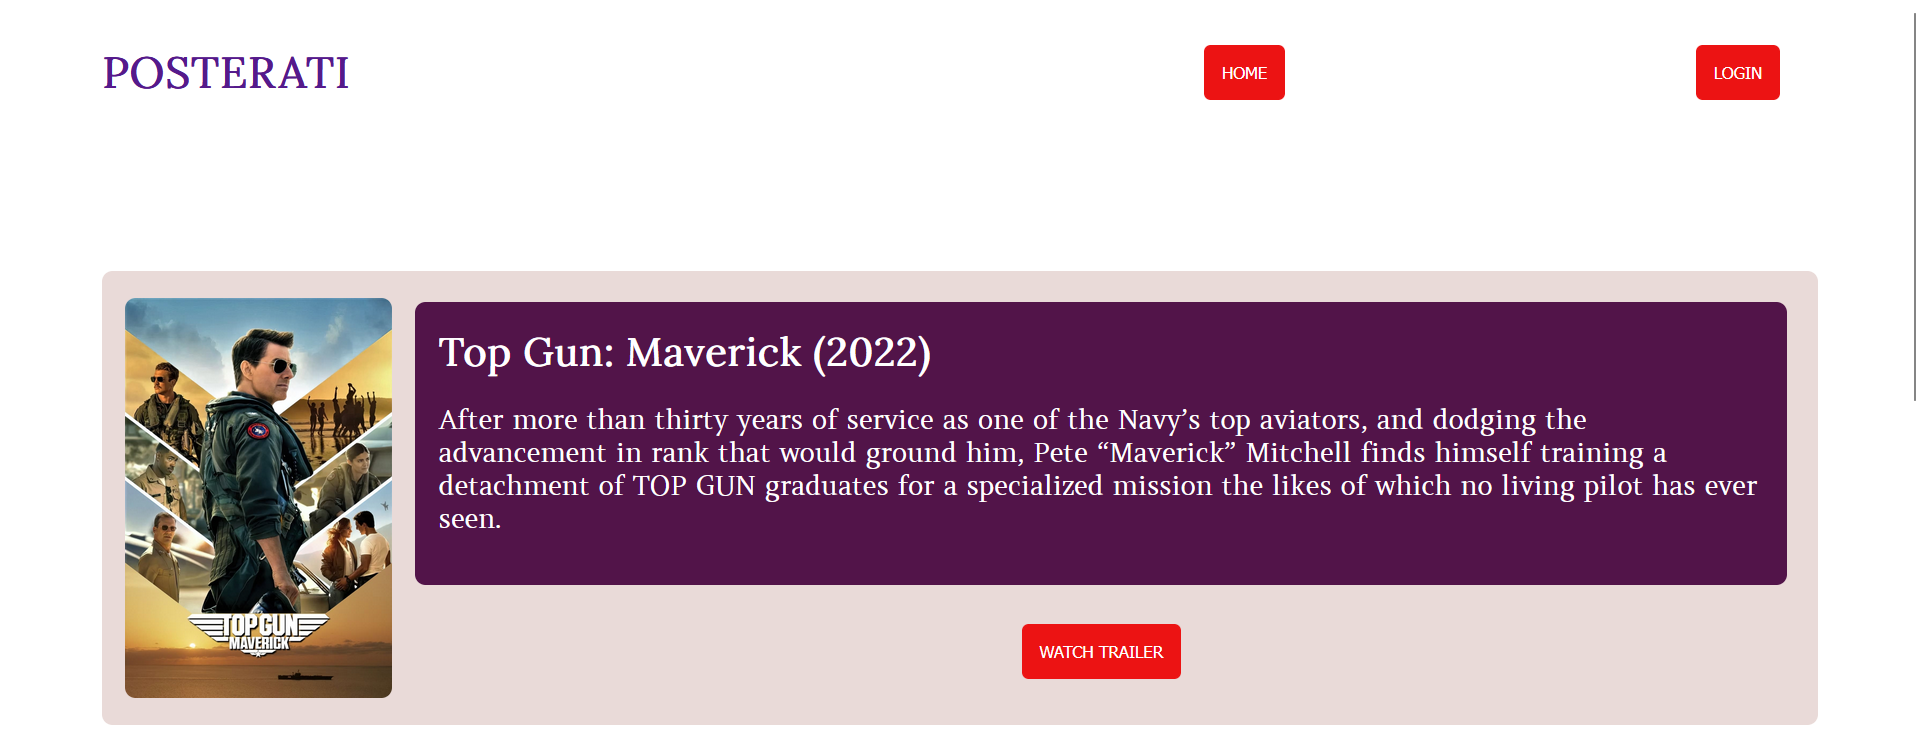 POSTERATI
HOME
LOGIN
Top Gun: Maverick (2022)
After more than thirty years of service as one of the Navy’s top aviators, and dodging the
advancement in rank that would ground him, Pete “Maverick” Mitchell finds himself training a
detachment of TOP GUN graduates for a specialized mission the likes of which no living pilot has ever
seen.
TOP GUN
MAVERICK
WATCH TRAILER